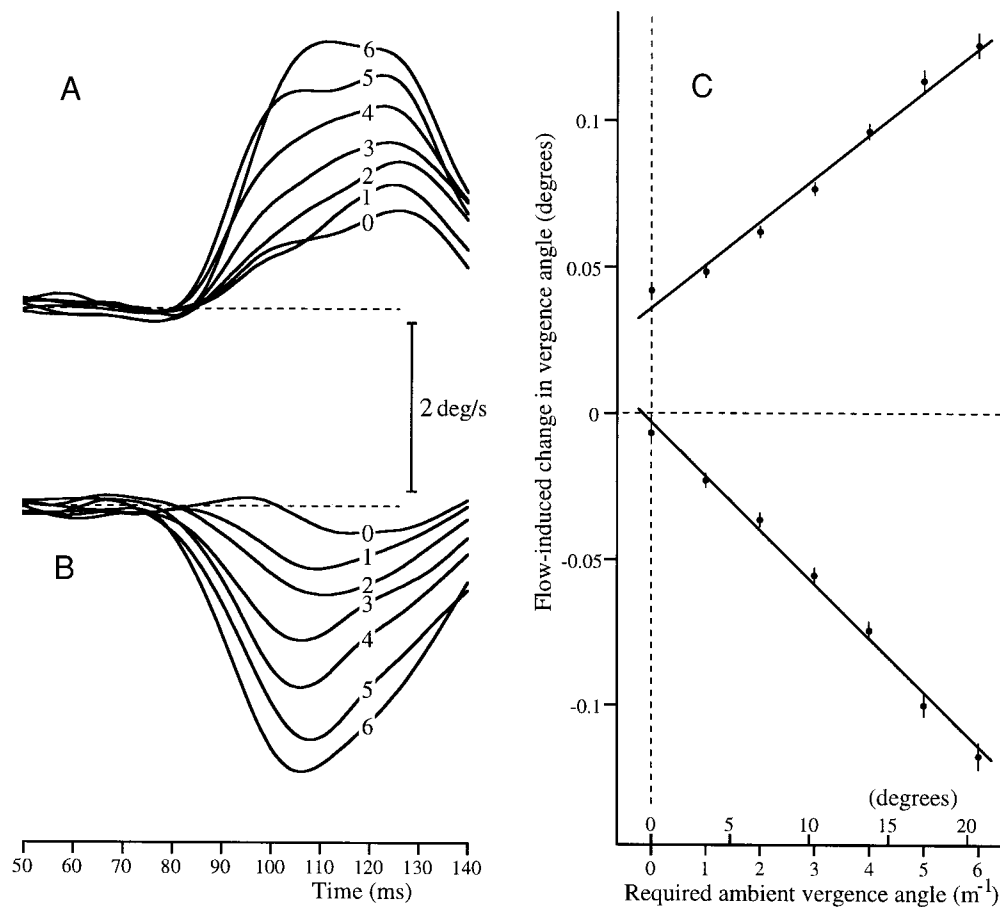 A
6
5
4
3
2
1
0
2 deg/s
B
0
1
2
3
4
5
6
50 60 70 80 90 100 110 120 130 140
Time (ms)
C
Flow-induced change in vergence angle (degrees)
0.1
0.05
0
-0.05
-0.1
(degrees)
0 5 10 15 20
0 1 2 3 4 5 6
Required ambient vergence angle (m⁻¹)